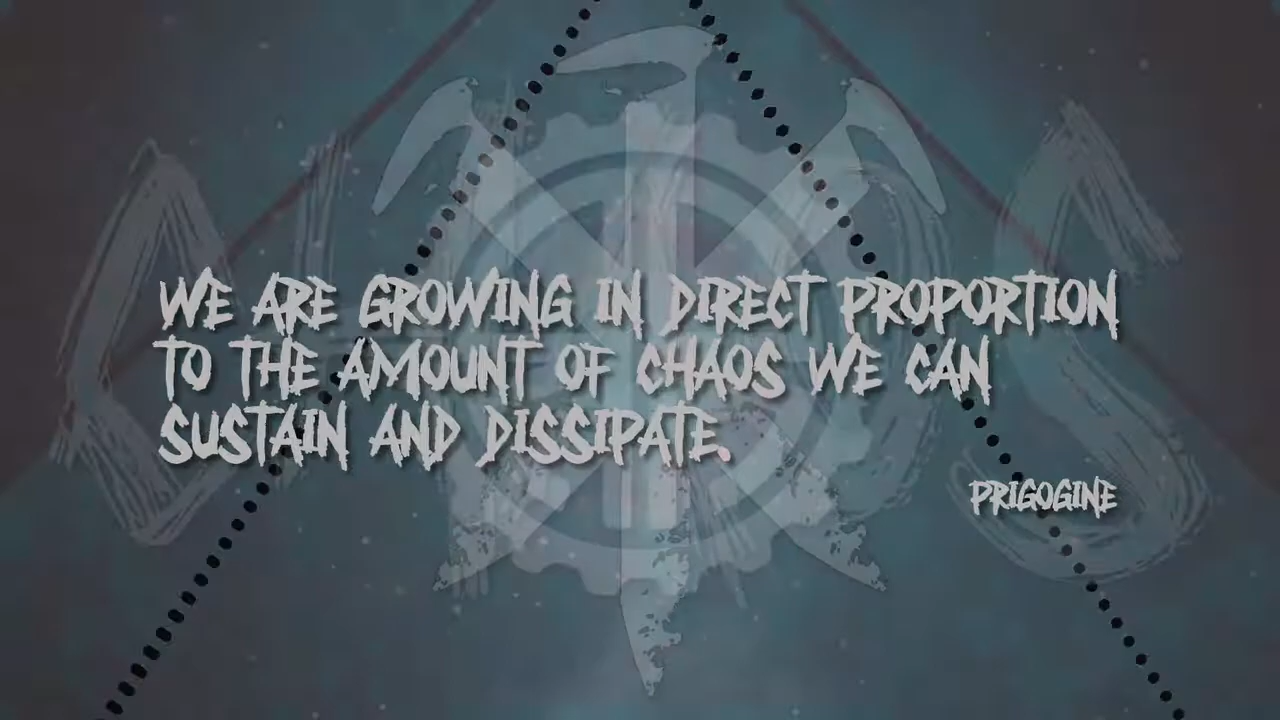 WE ARE GROWING IN DIRECT PROPORTION
TO THE AMOUNT OF CHAOS WE CAN
SUSTAIN AND DISSIPATE.
PRIGOGINE